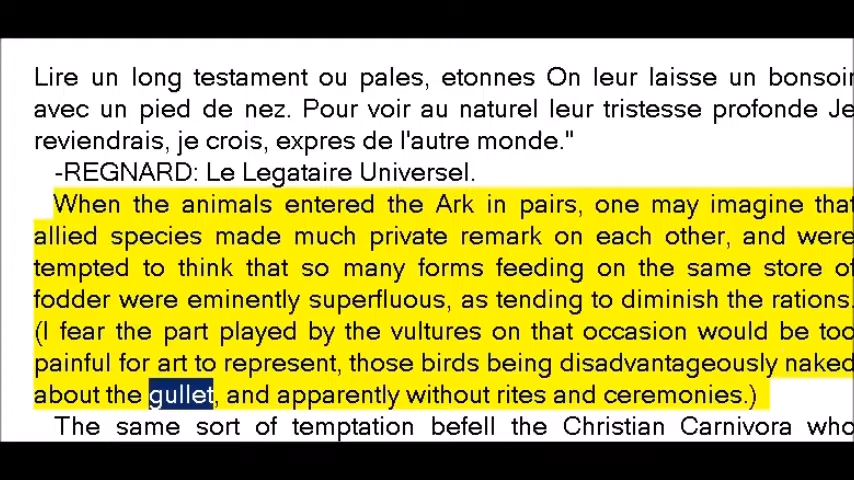 Lire un long testament ou pales, etonnes On leur laisse un bonsoir
avec un pied de nez. Pour voir au naturel leur tristesse profonde Je
reviendrais, je crois, expres de l'autre monde."
-REGNARD: Le Legataire Universel.
When the animals entered the Ark in pairs, one may imagine that
allied species made much private remark on each other, and were
tempted to think that so many forms feeding on the same store of
fodder were eminently superfluous, as tending to diminish the rations.
(I fear the part played by the vultures on that occasion would be too
painful for art to represent, those birds being disadvantageously naked
about the gullet, and apparently without rites and ceremonies.)
The same sort of temptation befell the Christian Carnivora who